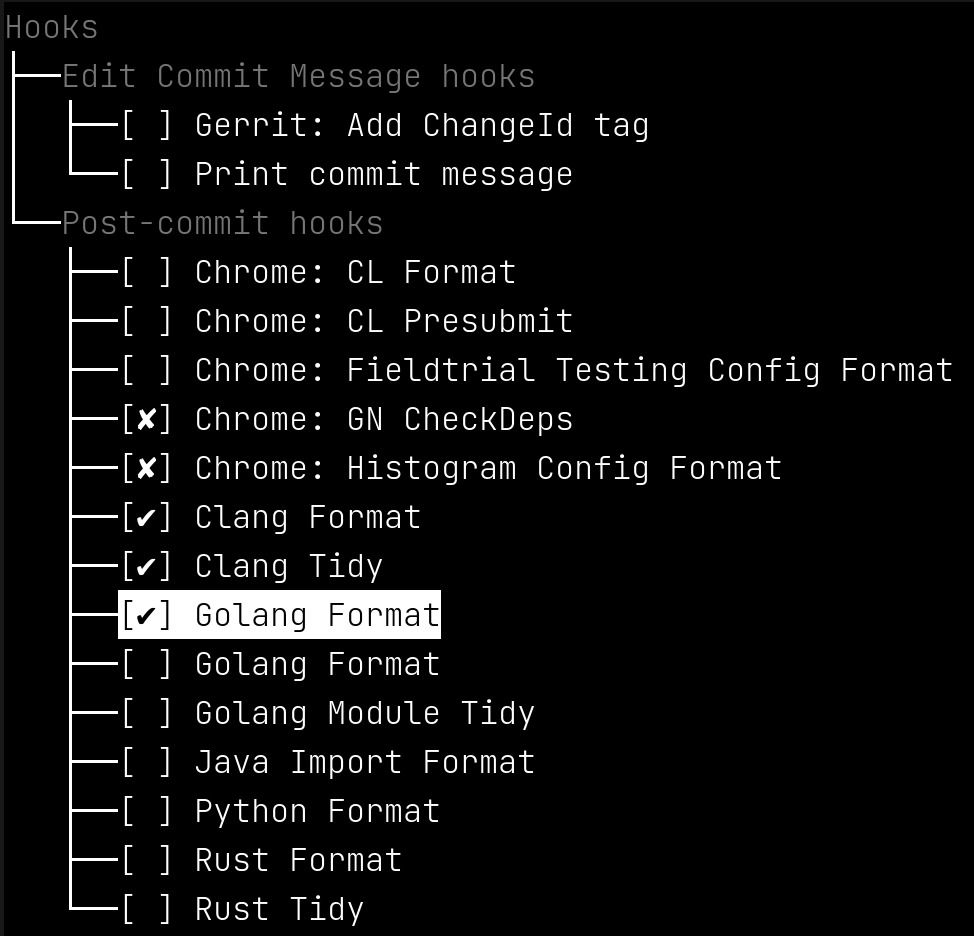 Hooks
Edit Commit Message hooks
[ ] Gerrit: Add ChangeId tag
[ ] Print commit message
Post-commit hooks
[ ] Chrome: CL Format
[ ] Chrome: CL Presubmit
[ ] Chrome: Fieldtrial Testing Config Format
[✘] Chrome: GN CheckDeps
[✘] Chrome: Histogram Config Format
[✔] Clang Format
[✔] Clang Tidy
[✔] Golang Format
[ ] Golang Format
[ ] Golang Module Tidy
[ ] Java Import Format
[ ] Python Format
[ ] Rust Format
[ ] Rust Tidy